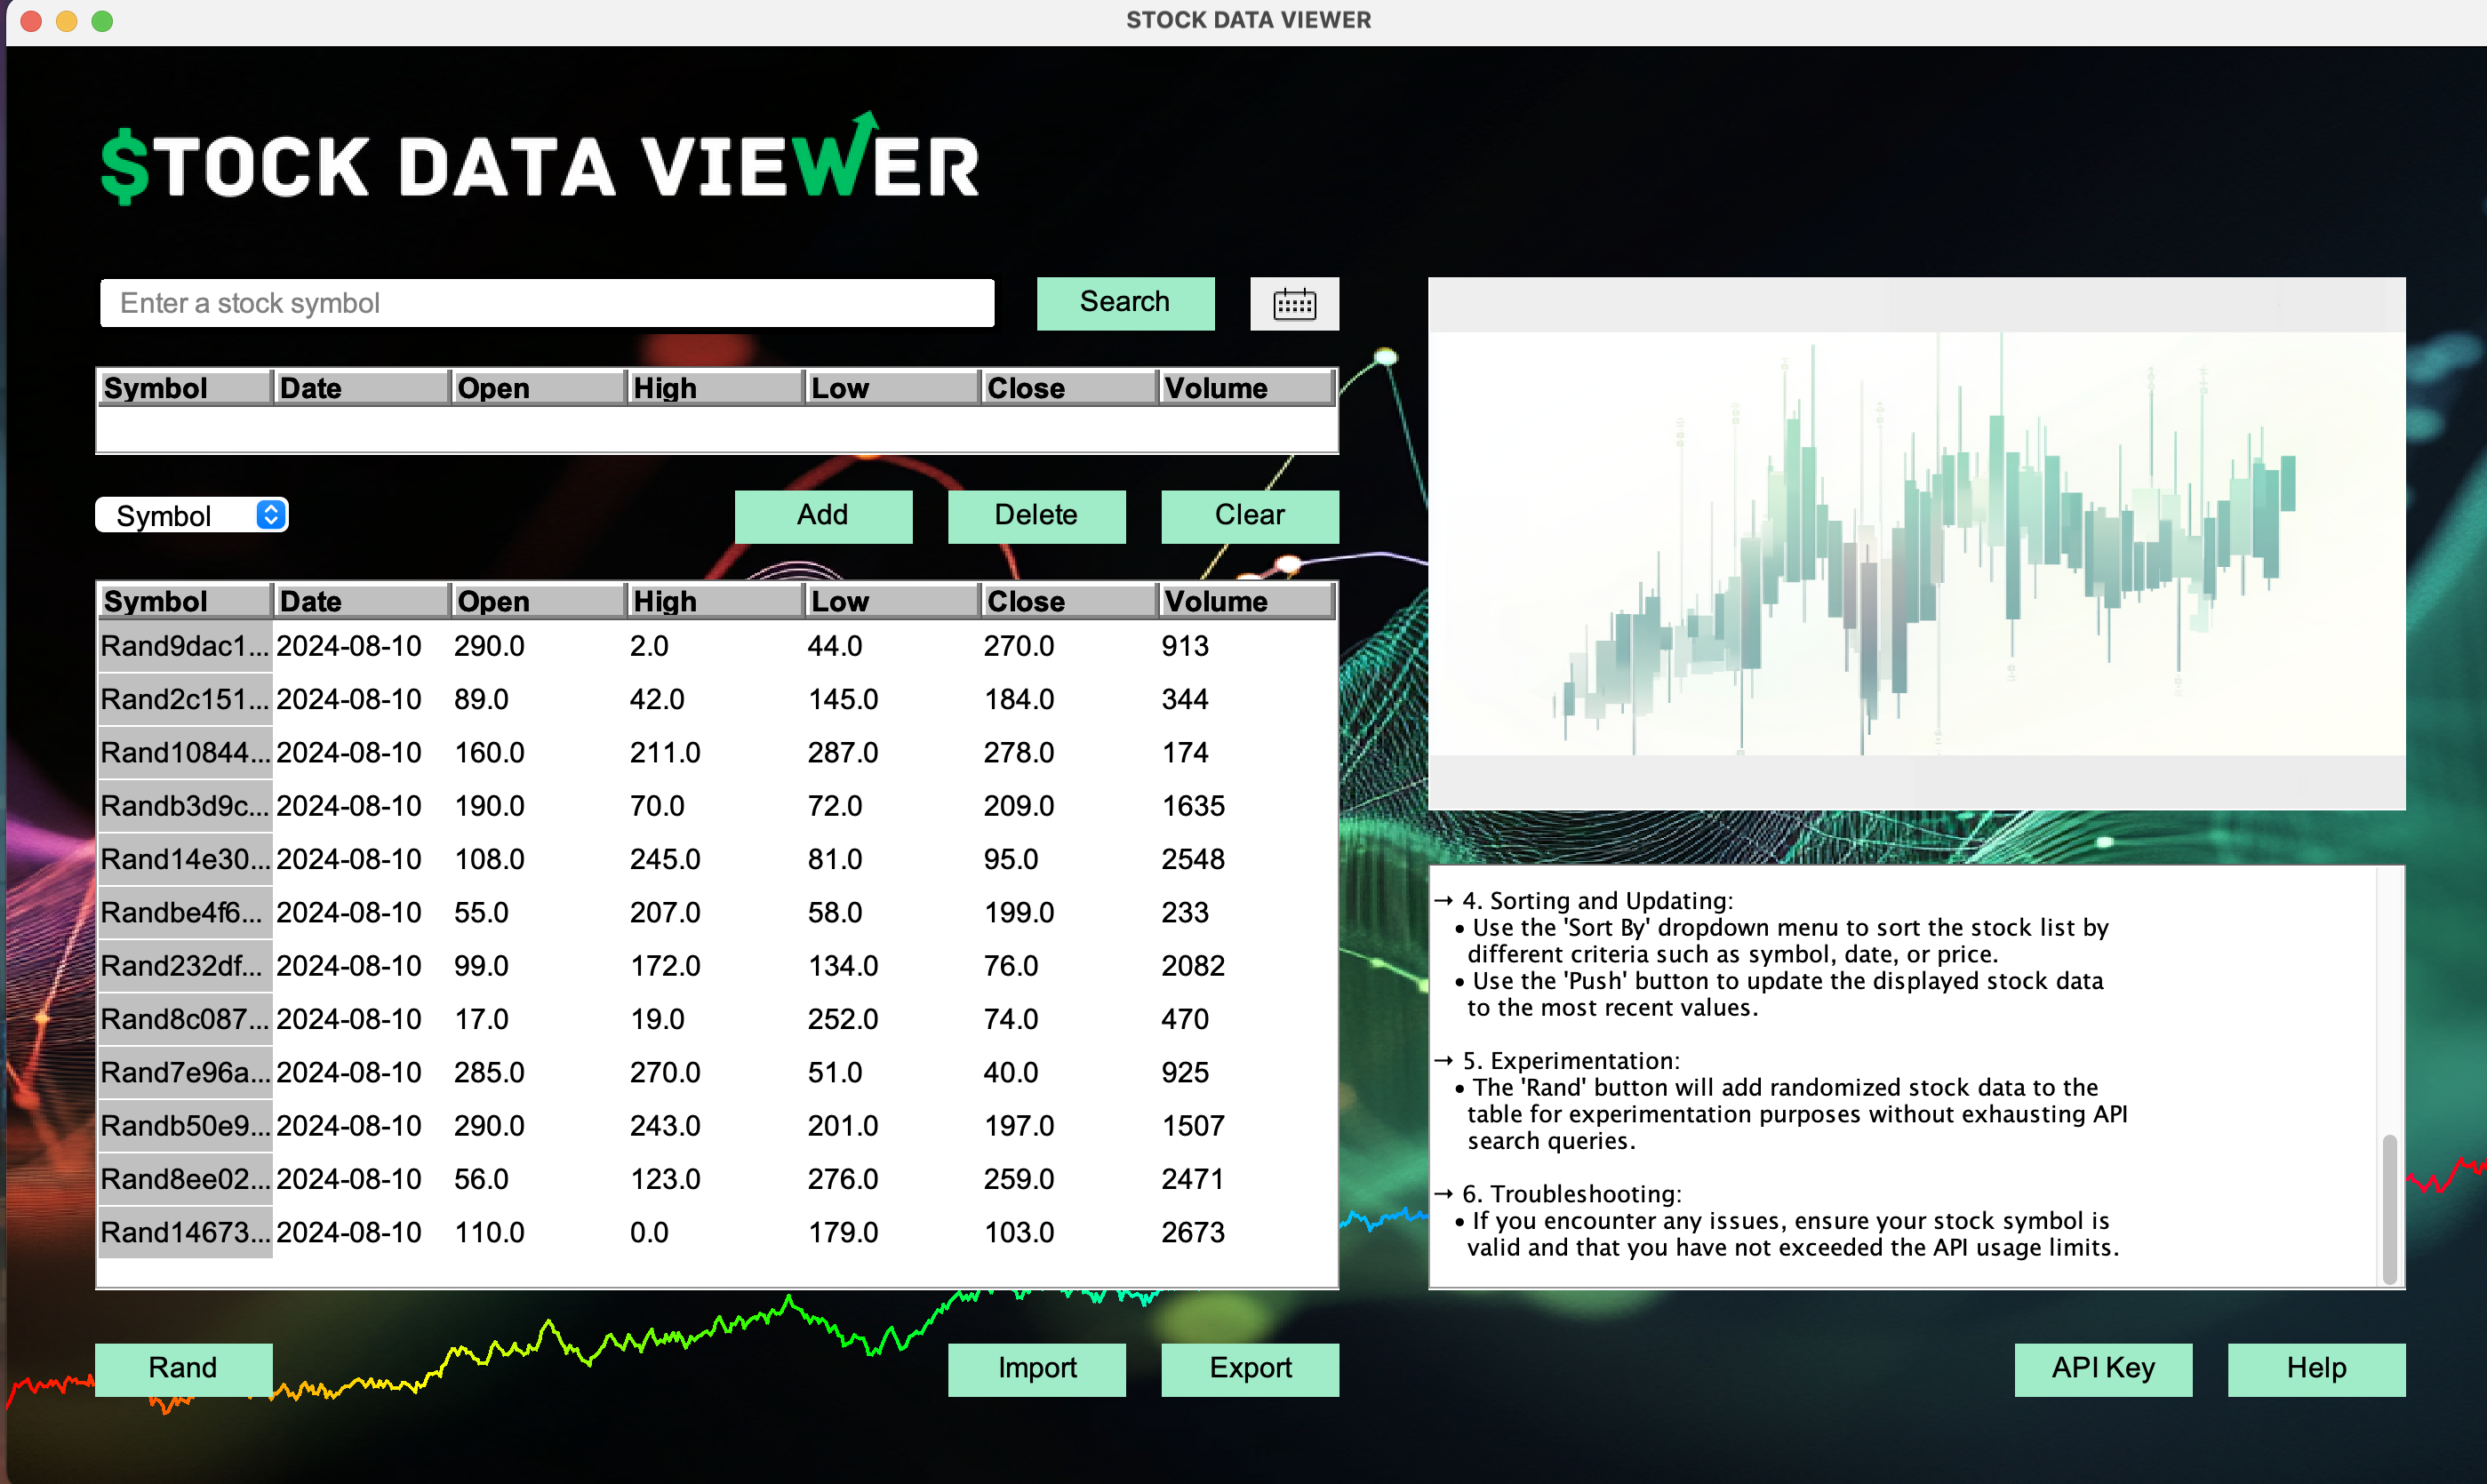 STOCK DATA VIEWER
$TOCK DATA VIEWER
Enter a stock symbol
Search
Symbol Date Open High Low Close Volume
Symbol
Add
Delete
Clear
Symbol Date Open High Low Close Volume
Rand9dac1... 2024-08-10 290.0 2.0 44.0 270.0 913
Rand2c151... 2024-08-10 89.0 42.0 145.0 184.0 344
Rand10844... 2024-08-10 160.0 211.0 287.0 278.0 174
Randb3d9c... 2024-08-10 190.0 70.0 72.0 209.0 1635
Rand14e30... 2024-08-10 108.0 245.0 81.0 95.0 2548
Randbe4f6... 2024-08-10 55.0 207.0 58.0 199.0 233
Rand232df... 2024-08-10 99.0 172.0 134.0 76.0 2082
Rand8c087... 2024-08-10 17.0 19.0 252.0 74.0 470
Rand7e96a... 2024-08-10 285.0 270.0 51.0 40.0 925
Randb50e9... 2024-08-10 290.0 243.0 201.0 197.0 1507
Rand8ee02... 2024-08-10 56.0 123.0 276.0 259.0 2471
Rand14673... 2024-08-10 110.0 0.0 179.0 103.0 2673
→ 4. Sorting and Updating:
• Use the 'Sort By' dropdown menu to sort the stock list by
different criteria such as symbol, date, or price.
• Use the 'Push' button to update the displayed stock data
to the most recent values.
→ 5. Experimentation:
• The 'Rand' button will add randomized stock data to the
table for experimentation purposes without exhausting API
search queries.
→ 6. Troubleshooting:
• If you encounter any issues, ensure your stock symbol is
valid and that you have not exceeded the API usage limits.
Rand
Import
Export
API Key
Help